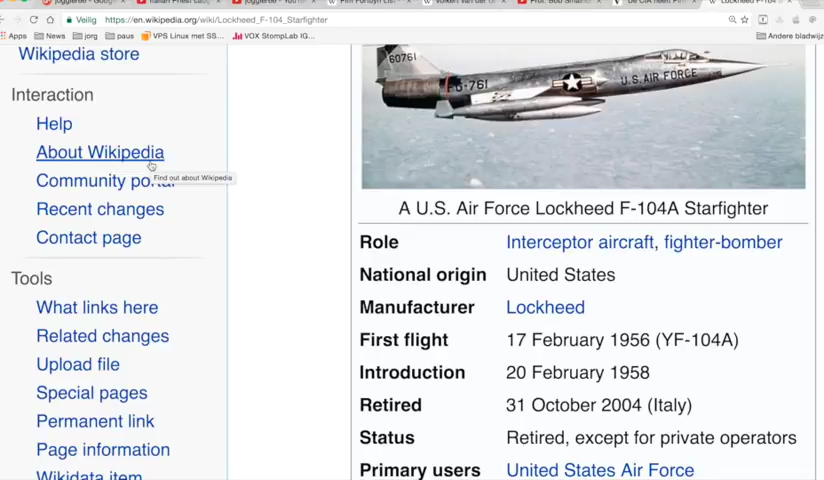 Veilig
https://en.wikipedia.org/wiki/Lockheed_F-104_Starfighter
Apps
News
jorg
paus
VPS Linux met SS...
VOX StompLab IG...
Andere bladwijz
Wikipedia store
Interaction
Help
About Wikipedia
Find out about Wikipedia
Community portal
Recent changes
Contact page
Tools
What links here
Related changes
Upload file
Special pages
Permanent link
Page information
Wikidata item
60761
FG-761
U.S. AIR FORCE
A U.S. Air Force Lockheed F-104A Starfighter
Role Interceptor aircraft, fighter-bomber
National origin United States
Manufacturer Lockheed
First flight 17 February 1956 (YF-104A)
Introduction 20 February 1958
Retired 31 October 2004 (Italy)
Status Retired, except for private operators
Primary users United States Air Force